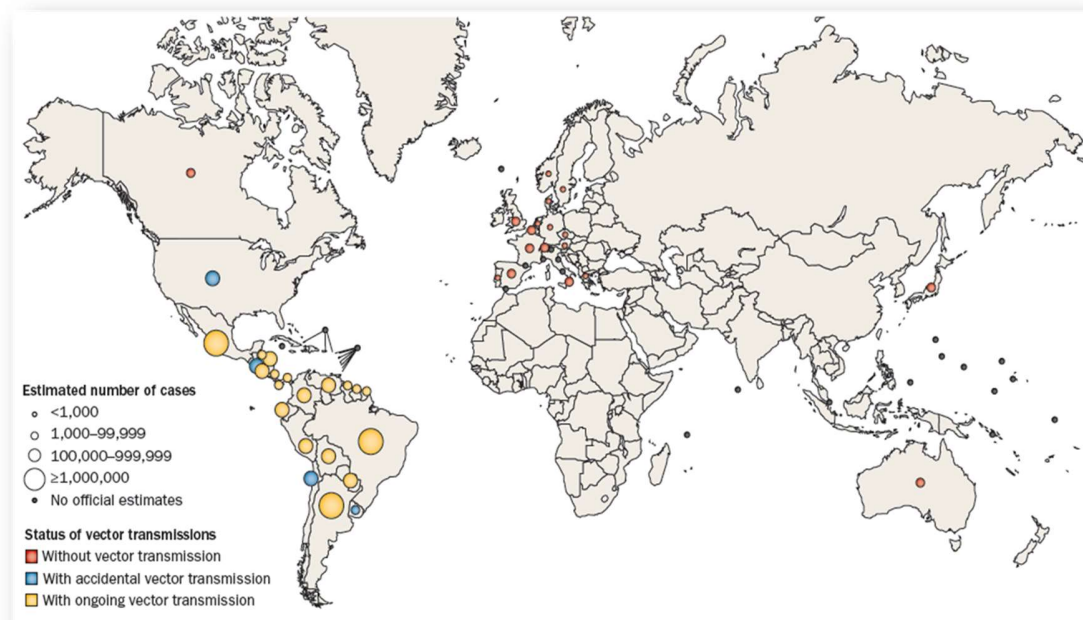 Estimated number of cases
<1,000
1,000–99,999
100,000–999,999
≥1,000,000
No official estimates
Status of vector transmissions
Without vector transmission
With accidental vector transmission
With ongoing vector transmission